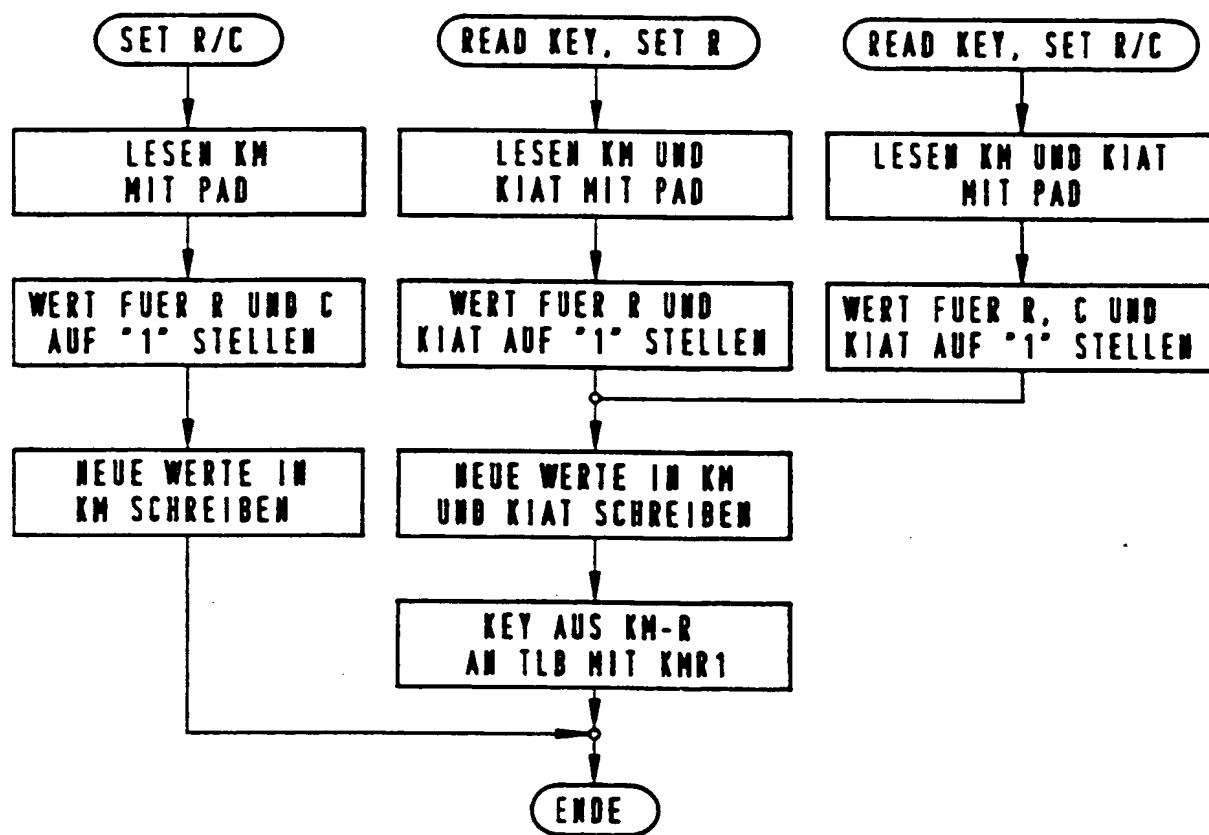 SET R/C
READ KEY, SET R
READ KEY, SET R/C
LESEN KM
MIT PAD
LESEN KM UND
KIAT MIT PAD
LESEN KM UND KIAT
MIT PAD
WERT FUER R UND C
AUF "1" STELLEN
WERT FUER R UND
KIAT AUF "1" STELLEN
WERT FUER R, C UND
KIAT AUF "1" STELLEN
NEUE WERTE IN
KM SCHREIBEN
NEUE WERTE IN KM
UND KIAT SCHREIBEN
KEY AUS KM-R
AN TLB MIT KMR1
ENDE